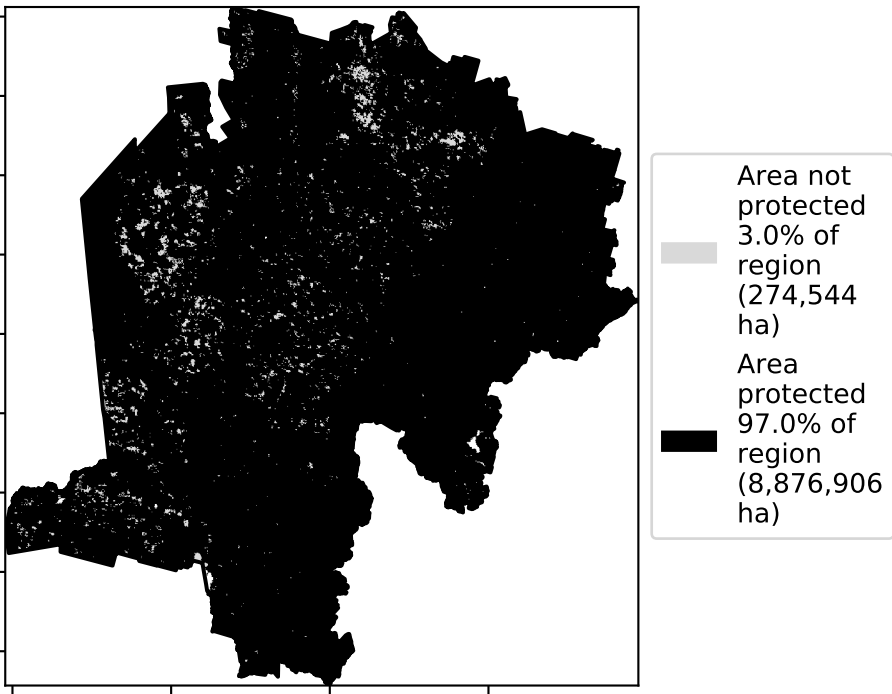 Area not
protected
3.0% of
region
(274,544
ha)
Area
protected
97.0% of
region
(8,876,906
ha)